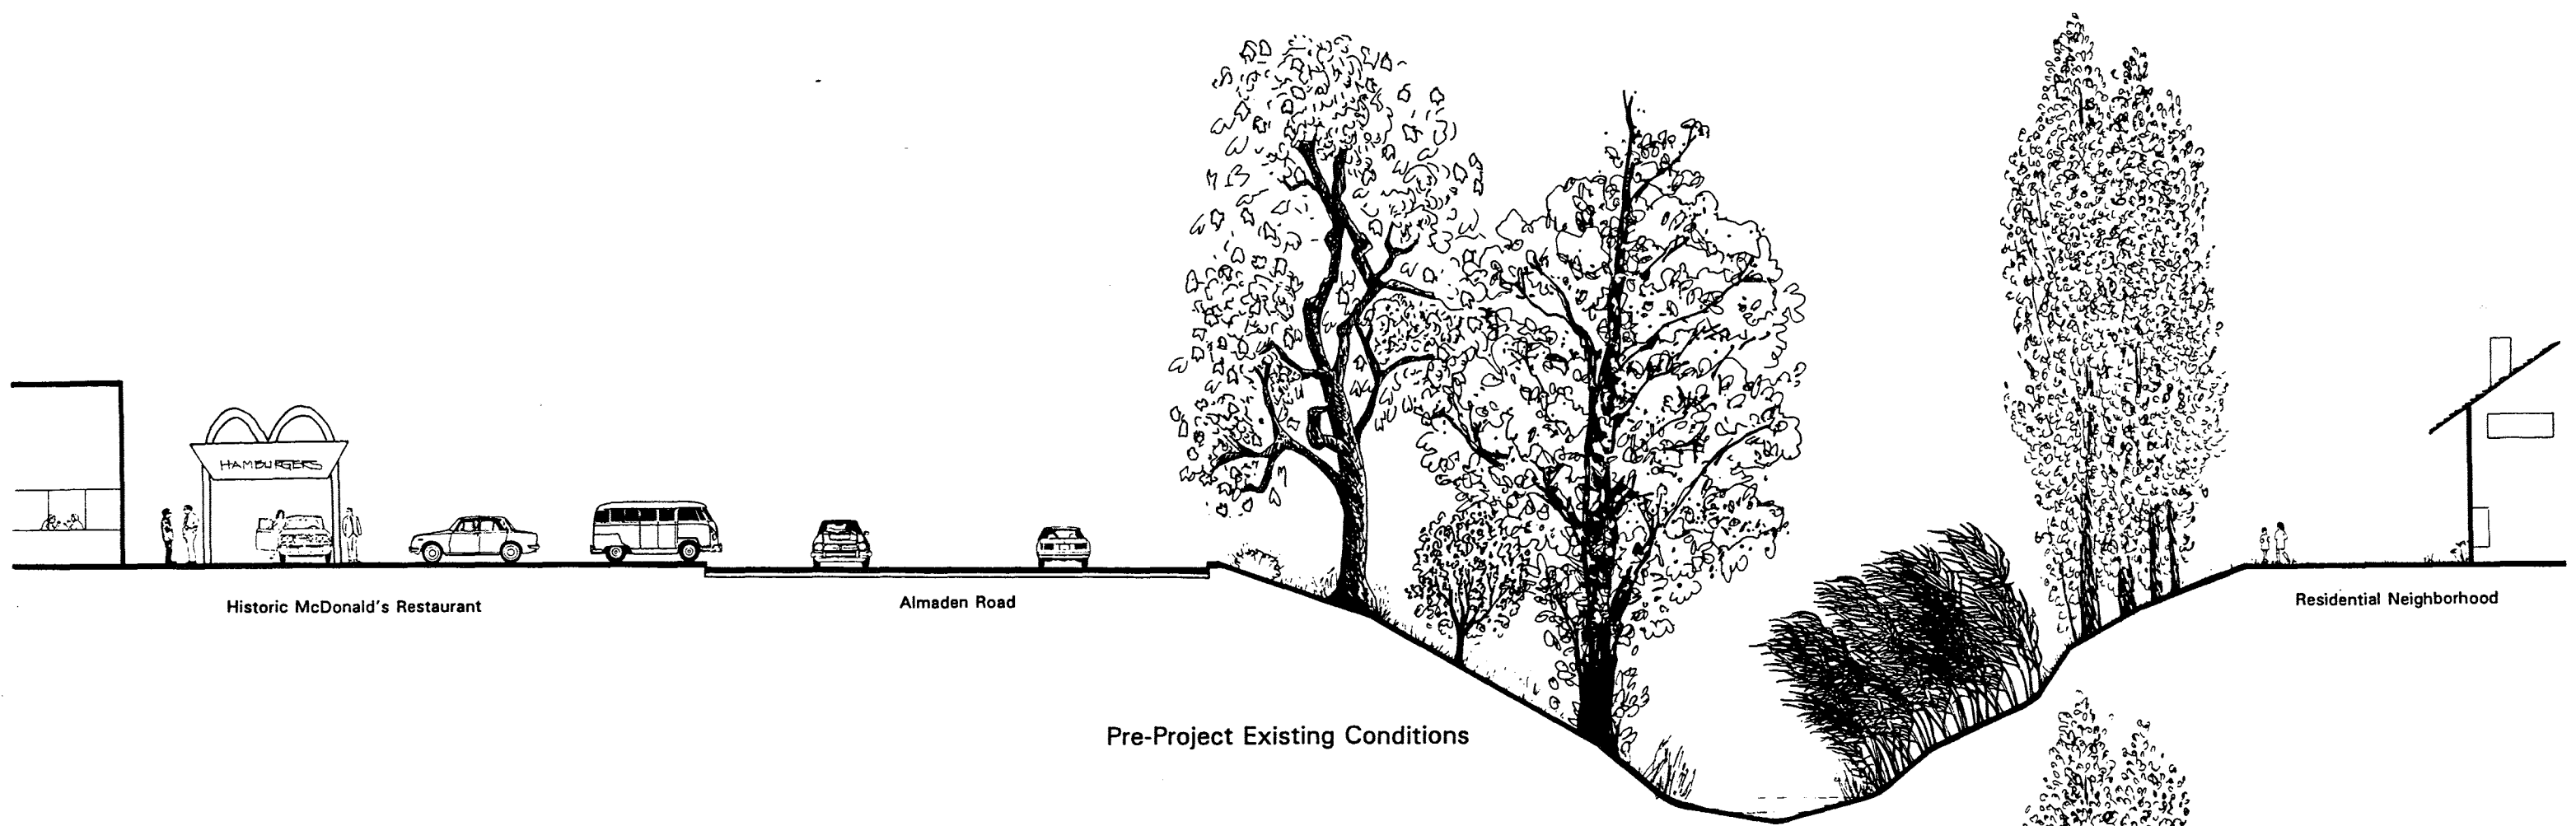 HAMBURGERS
Historic McDonald's Restaurant
Almaden Road
Residential Neighborhood
Pre-Project Existing Conditions